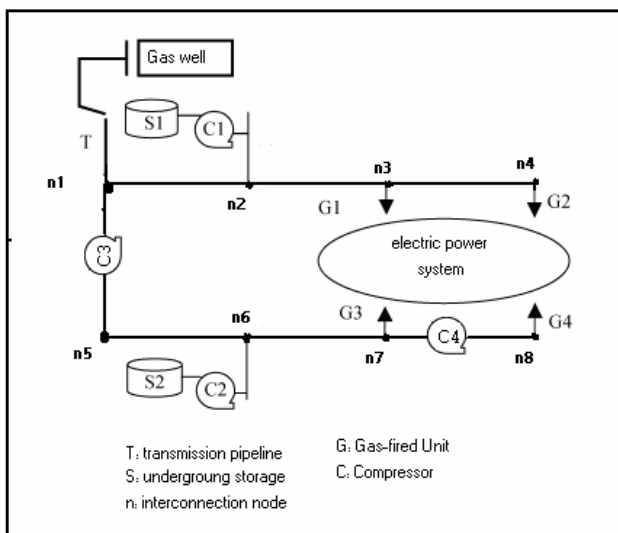 Gas well
S1
C1
T
n1
n2
n3
n4
G1
G2
electric power
system
C3
G3
G4
n5
n6
n7
C4
n8
S2
C2
T: transmission pipeline
S: undergroung storage
n: interconnection node
G: Gas-fired Unit
C: Compressor